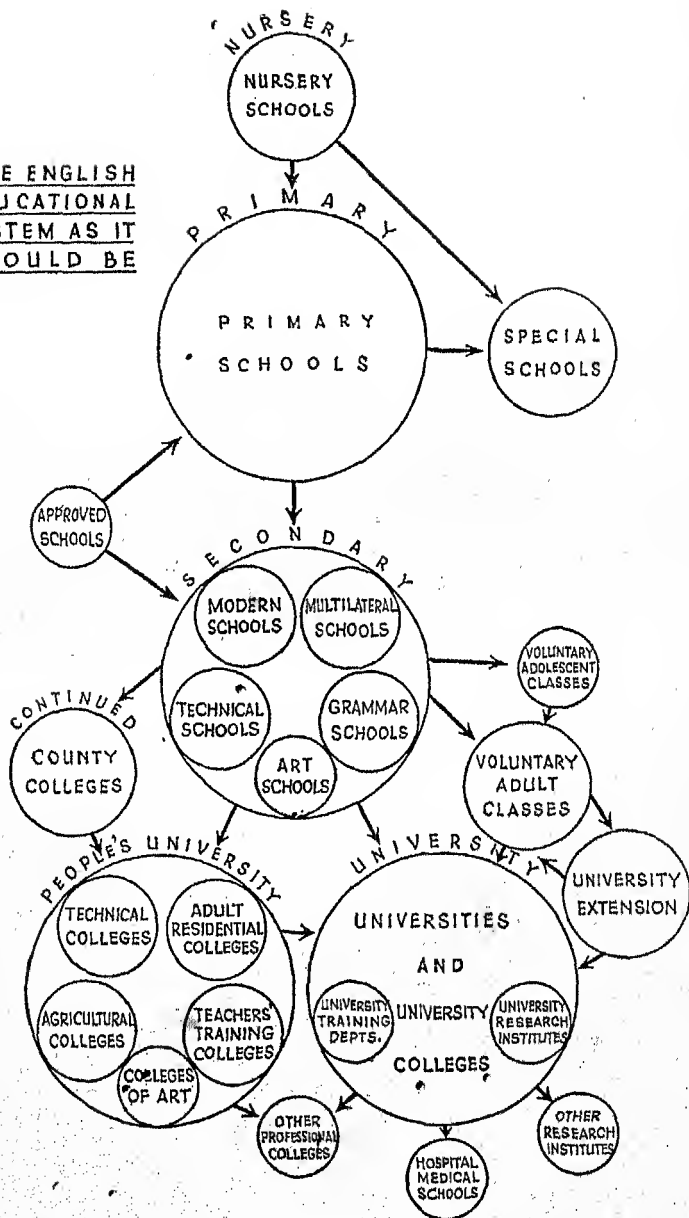 NURSERY
NURSERY
SCHOOLS
E ENGLISH
UCATIONAL
STEM AS IT
OULD BE
PRIMARY
PRIMARY
SCHOOLS
SPECIAL
SCHOOLS
APPROVED
SCHOOLS
SECONDARY
MODERN
SCHOOLS
MULTILATERAL
SCHOOLS
TECHNICAL
SCHOOLS
GRAMMAR
SCHOOLS
ART
SCHOOLS
VOLUNTARY
ADOLESCENT
CLASSES
CONTINUED
COUNTY
COLLEGES
VOLUNTARY
ADULT
CLASSES
UNIVERSITY
EXTENSION
PEOPLE'S UNIVERSITY
TECHNICAL
COLLEGES
ADULT
RESIDENTIAL
COLLEGES
AGRICULTURAL
COLLEGES
TEACHERS'
TRAINING
COLLEGES
COLLEGES
OF ART
UNIVERSITY
UNIVERSITIES
AND
UNIVERSITY
COLLEGES
UNIVERSITY
TRAINING
DEPTS.
UNIVERSITY
RESEARCH
INSTITUTES
OTHER
PROFESSIONAL
COLLEGES
HOSPITAL
MEDICAL
SCHOOLS
OTHER
RESEARCH
INSTITUTES